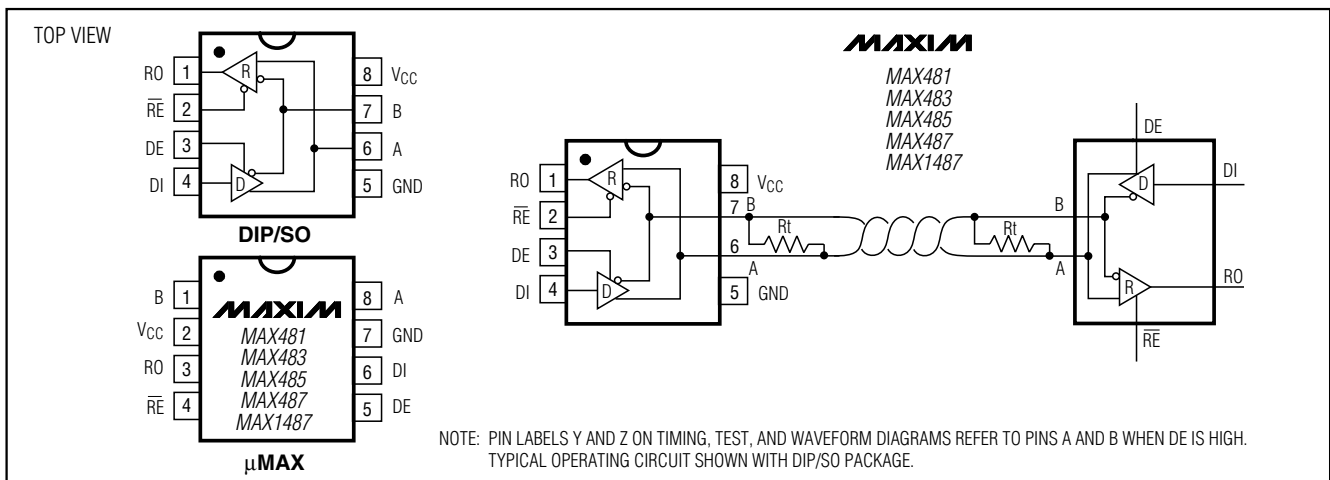 TOP VIEW
RO 1
RE 2
DE 3
DI 4
8 VCC
7 B
6 A
5 GND
R
D
DIP/SO
B 1
VCC 2
RO 3
RE 4
8 A
7 GND
6 DI
5 DE
MAXIM
MAX481
MAX483
MAX485
MAX487
MAX1487
µMAX
MAXIM
MAX481
MAX483
MAX485
MAX487
MAX1487
RO 1
RE 2
DE 3
DI 4
R
D
8 VCC
7 B
6
A
5 GND
Rt
Rt
B
A
DE
D
DI
R
RO
RE
NOTE: PIN LABELS Y AND Z ON TIMING, TEST, AND WAVEFORM DIAGRAMS REFER TO PINS A AND B WHEN DE IS HIGH.
TYPICAL OPERATING CIRCUIT SHOWN WITH DIP/SO PACKAGE.